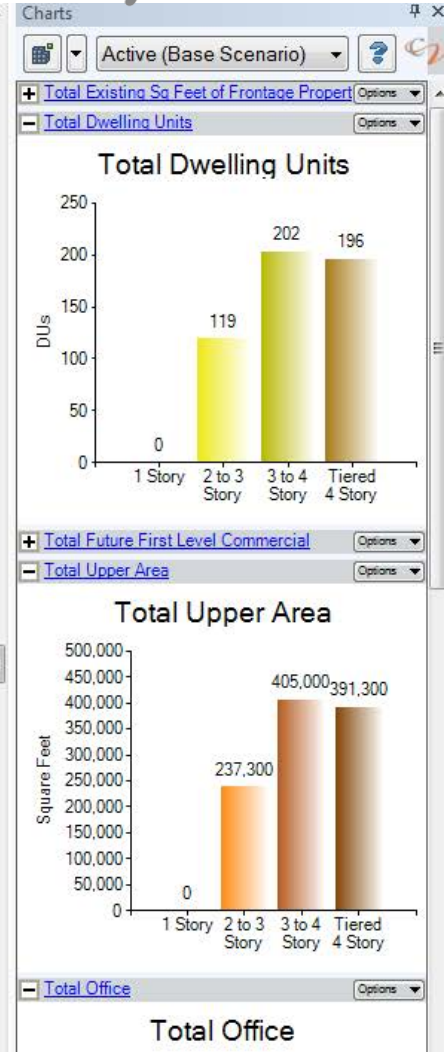 Charts
Active (Base Scenario)
?
Total Existing Sq Feet of Frontage Propert Options
Total Dwelling Units Options
Total Dwelling Units
250
200
150
100
50
0
DUs
0
119
202
196
1 Story
2 to 3 Story
3 to 4 Story
Tiered 4 Story
Total Future First Level Commercial Options
Total Upper Area Options
Total Upper Area
500,000
450,000
400,000
350,000
300,000
250,000
200,000
150,000
100,000
50,000
0
Square Feet
0
237,300
405,000
391,300
1 Story
2 to 3 Story
3 to 4 Story
Tiered 4 Story
Total Office Options
Total Office